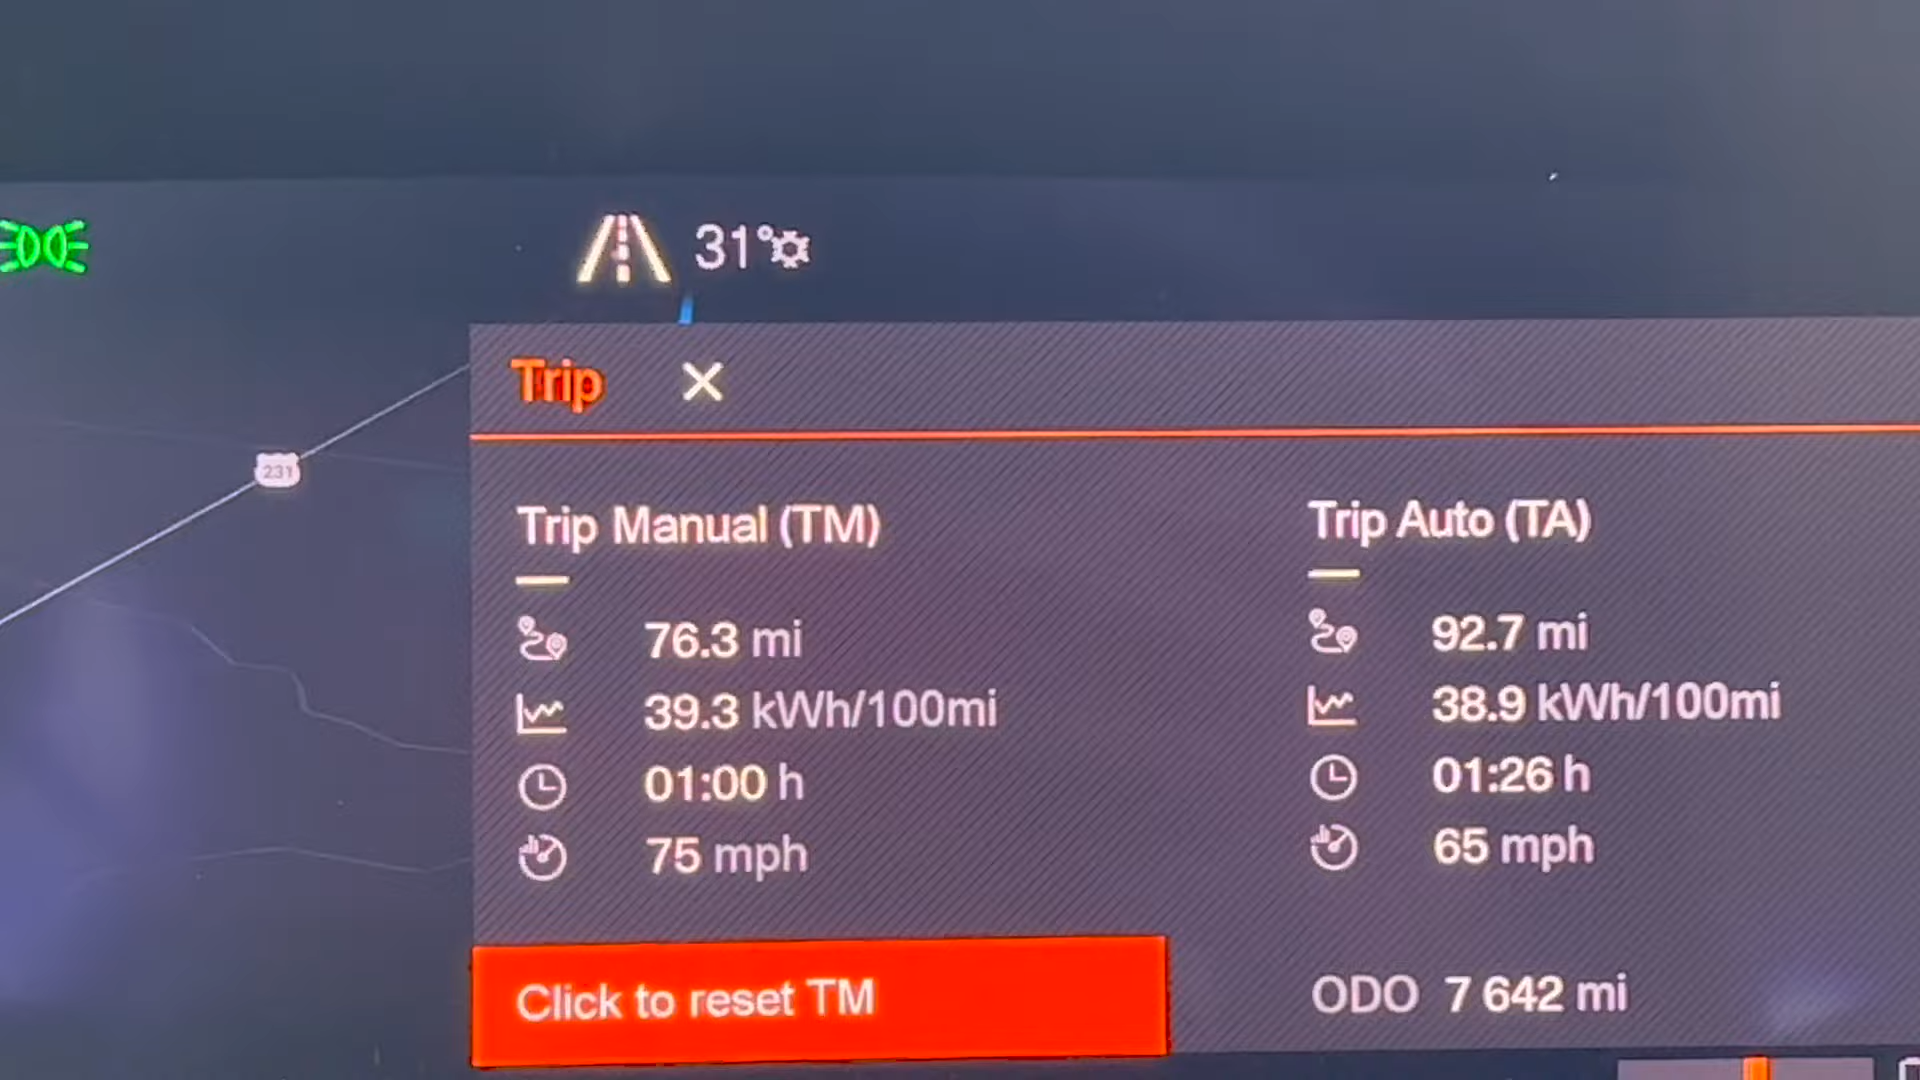 31°
Trip
231
Trip Manual (TM)
76.3 mi
39.3 kWh/100mi
01:00 h
75 mph
Trip Auto (TA)
92.7 mi
38.9 kWh/100mi
01:26 h
65 mph
Click to reset TM
ODO 7 642 mi